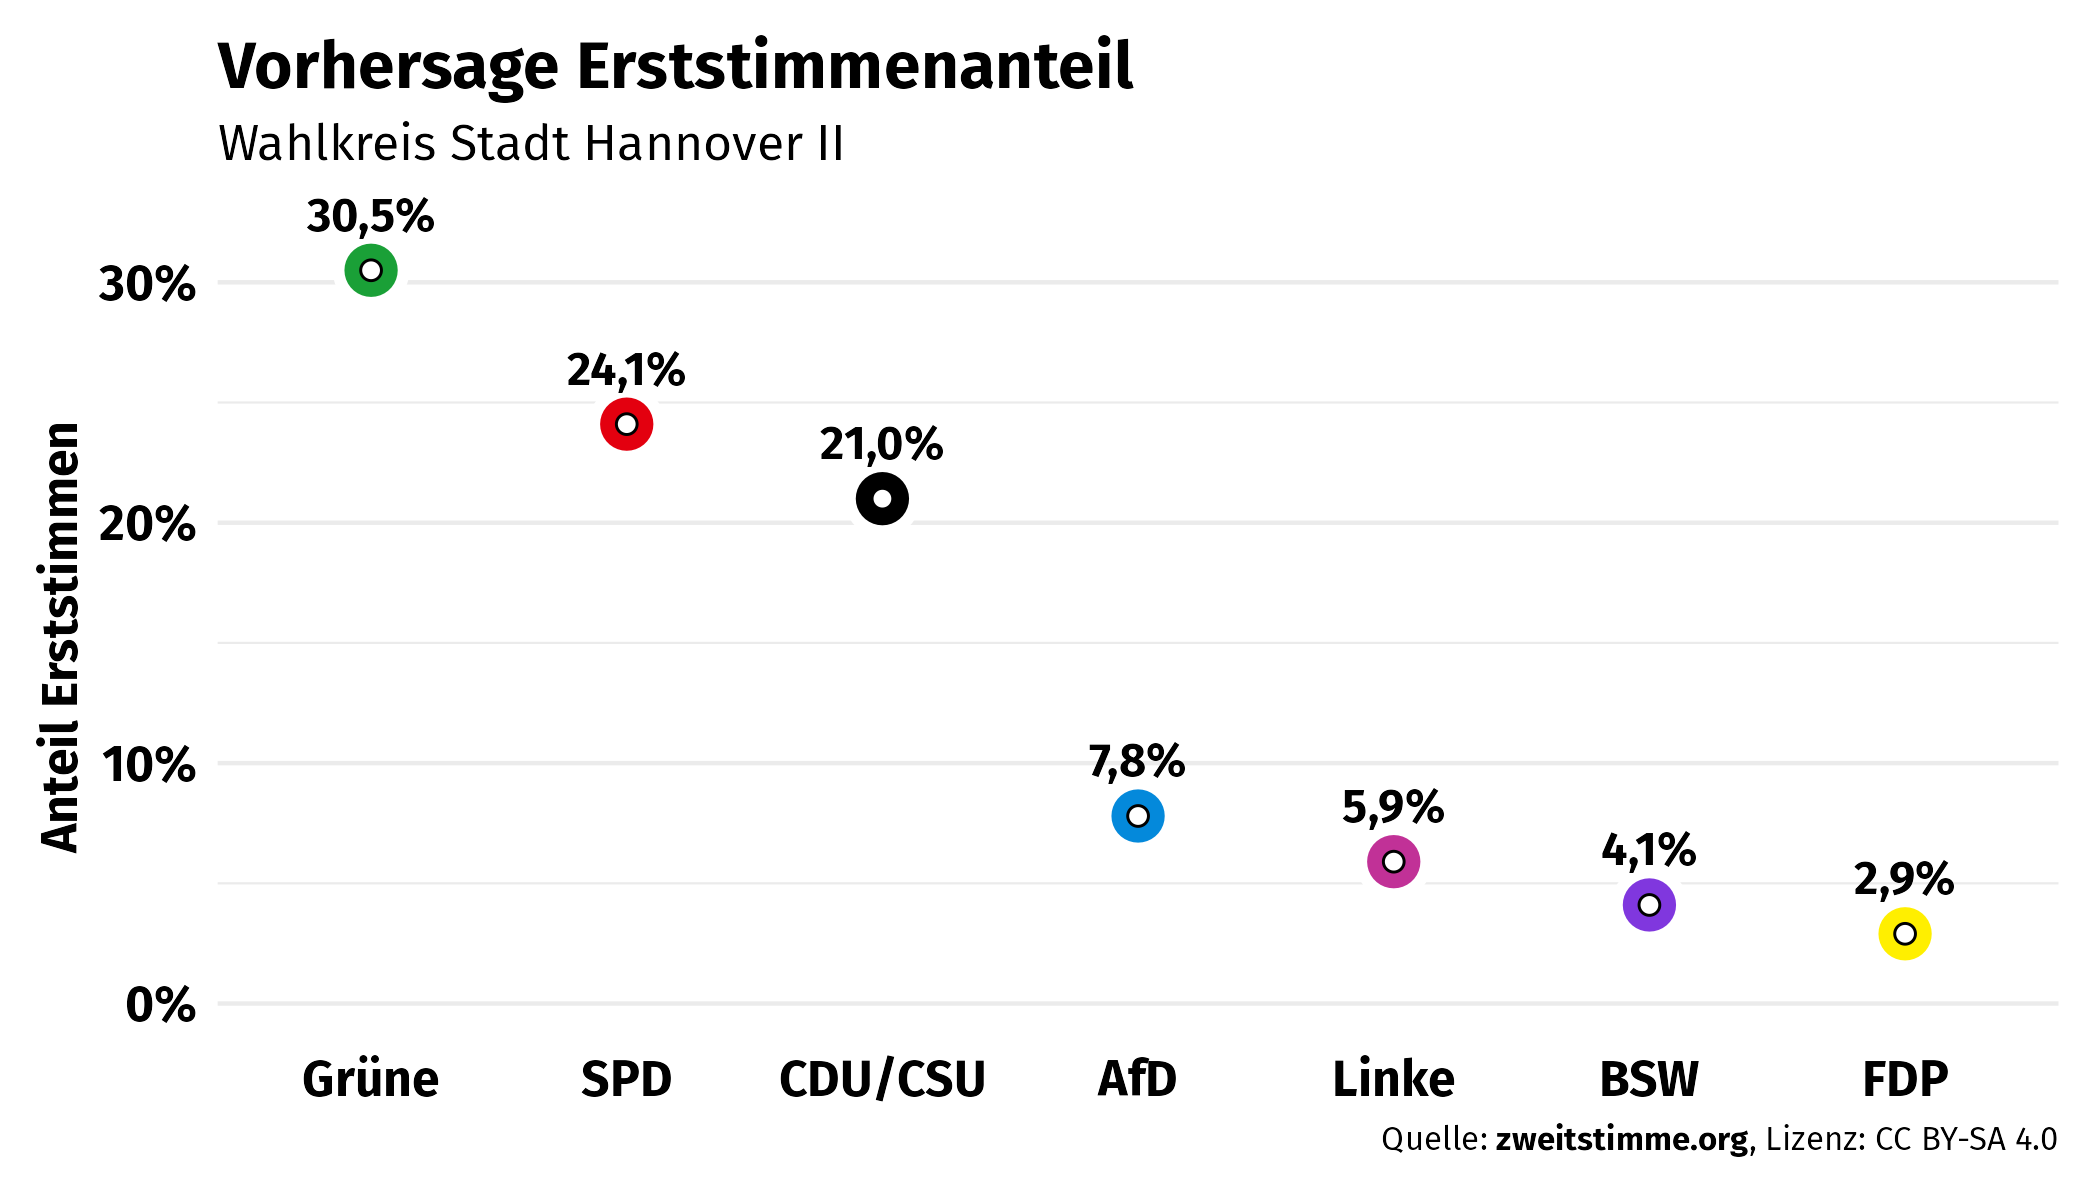 Vorhersage Erststimmenanteil
Wahlkreis Stadt Hannover II
30,5%
30%
24,1%
21,0%
20%
Anteil Erststimmen
7,8%
10%
5,9%
4,1%
2,9%
0%
Grüne SPD CDU/CSU AfD Linke BSW FDP
Quelle: zweitstimme.org, Lizenz: CC BY-SA 4.0